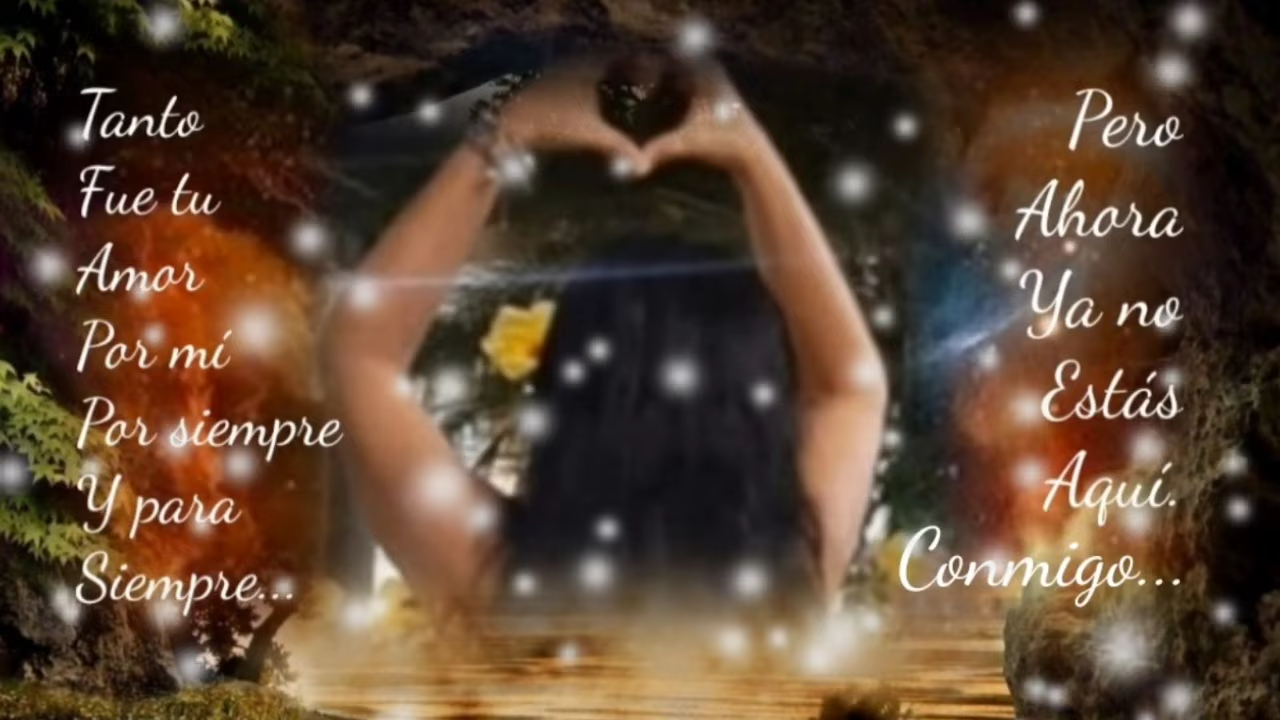 Tanto
Fue tu
Amor
Por mí
Por siempre
Y para
Siempre...
Pero
Ahora
Ya no
Estás
Aquí.
Conmigo...